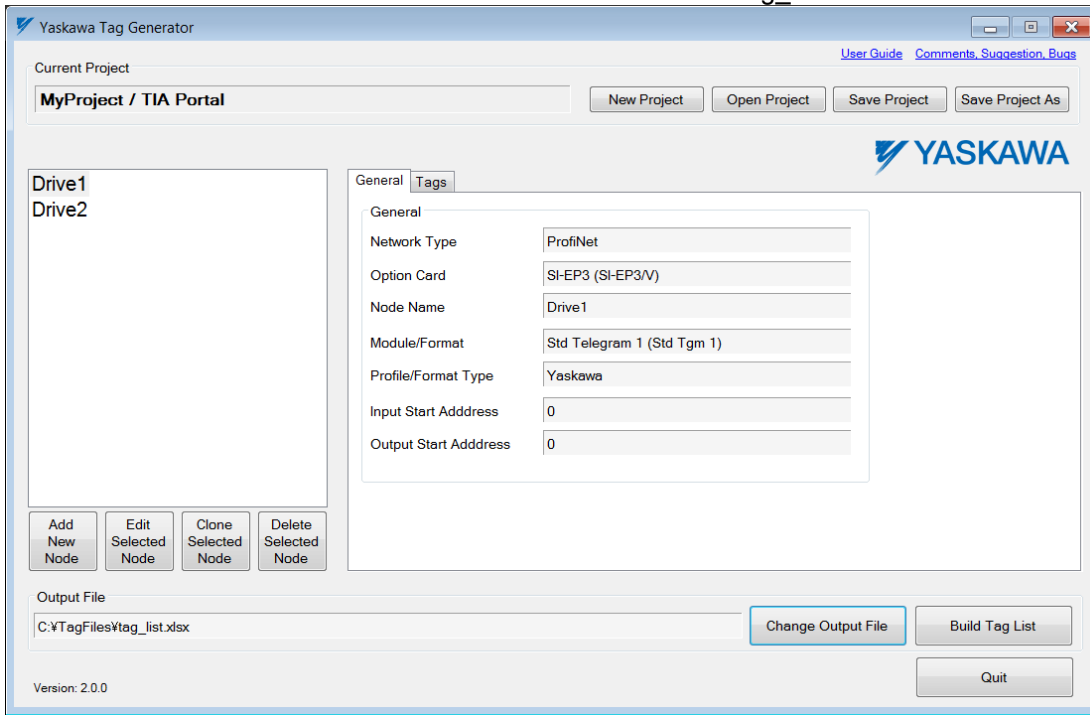 Yaskawa Tag Generator
User Guide Comments, Suggestion, Bugs
Current Project
MyProject / TIA Portal
New Project Open Project Save Project Save Project As
YASKAWA
Drive1
Drive2
General Tags
General
Network Type ProfiNet
Option Card SI-EP3 (SI-EP3/V)
Node Name Drive1
Module/Format Std Telegram 1 (Std Tgm 1)
Profile/Format Type Yaskawa
Input Start Adddress 0
Output Start Adddress 0
Add New Node
Edit Selected Node
Clone Selected Node
Delete Selected Node
Output File
C:¥TagFiles¥tag_list.xlsx
Change Output File Build Tag List
Version: 2.0.0
Quit